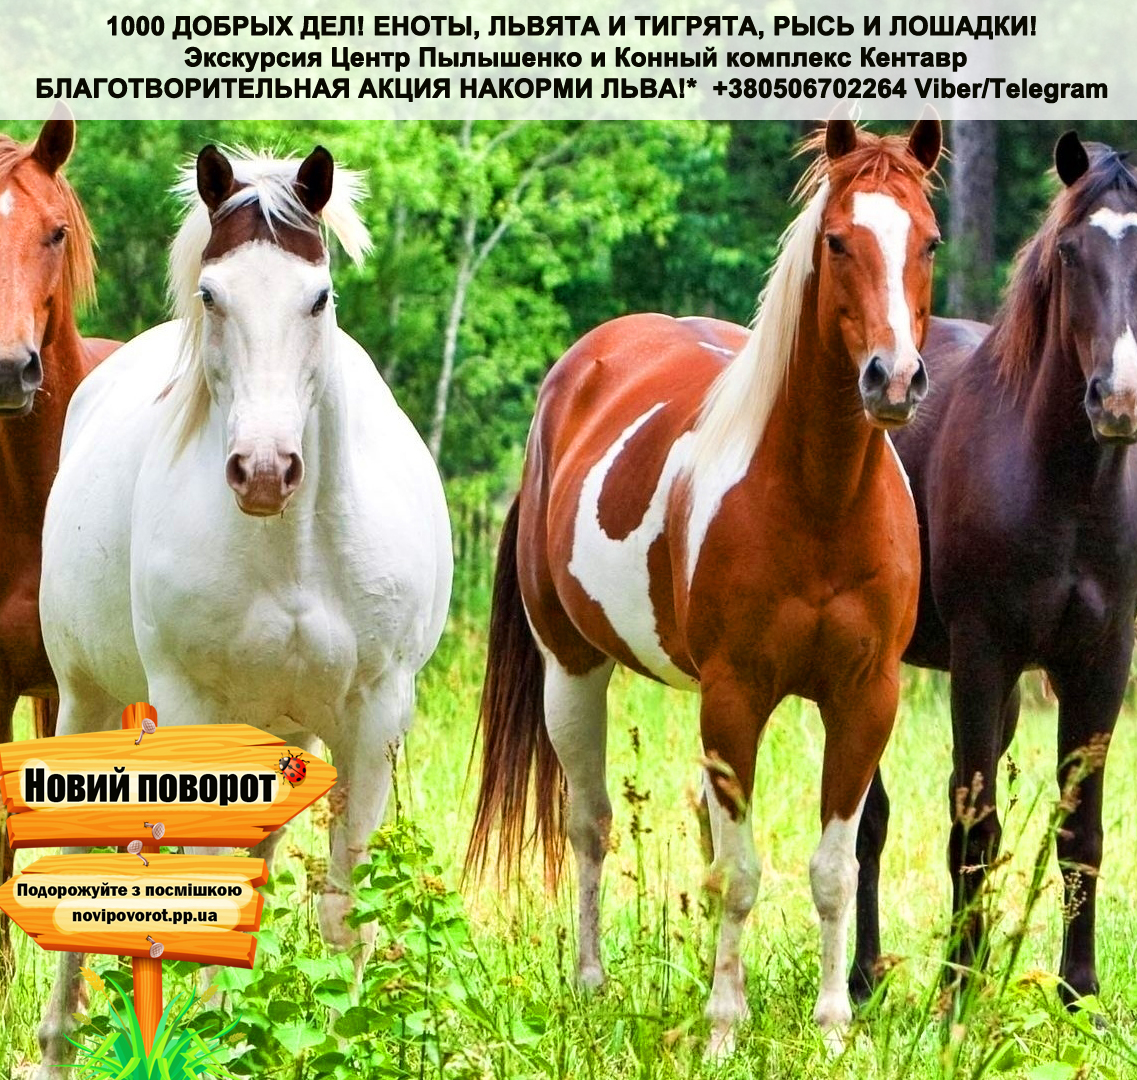 1000 ДОБРЫХ ДЕЛ! ЕНОТЫ, ЛЬВЯТА И ТИГРЯТА, РЫСЬ И ЛОШАДКИ!
Экскурсия Центр Пылышенко и Конный комплекс Кентавр
БЛАГОТВОРИТЕЛЬНАЯ АКЦИЯ НАКОРМИ ЛЬВА!* +380506702264 Viber/Telegram
Новий поворот
Подорожуйте з посмішкою
novipovorot.pp.ua